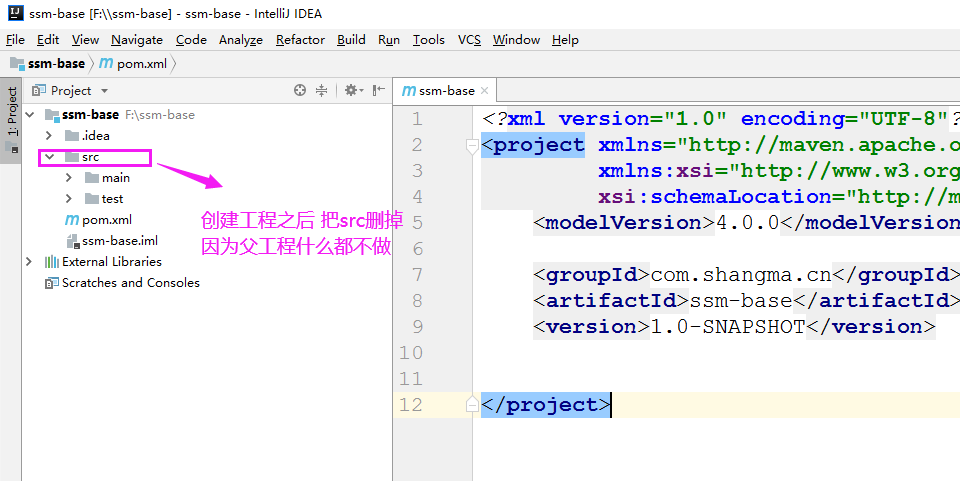 ssm-base [F:\\ssm-base] - ssm-base - IntelliJ IDEA
File Edit View Navigate Code Analyze Refactor Build Run Tools VCS Window Help
ssm-base pom.xml
1: Project
Project
ssm-base F:\ssm-base
.idea
src
main
test
pom.xml
ssm-base.iml
External Libraries
Scratches and Consoles
创建工程之后 把src删掉
因为父工程什么都不做
ssm-base
1 <?xml version="1.0" encoding="UTF-8"?
2 <project xmlns="http://maven.apache.o
3 xmlns:xsi="http://www.w3.org
4 xsi:schemaLocation="http://m
5 <modelVersion>4.0.0</modelVersion
6
7 <groupId>com.shangma.cn</groupId>
8 <artifactId>ssm-base</artifactId>
9 <version>1.0-SNAPSHOT</version>
10
11
12 </project>